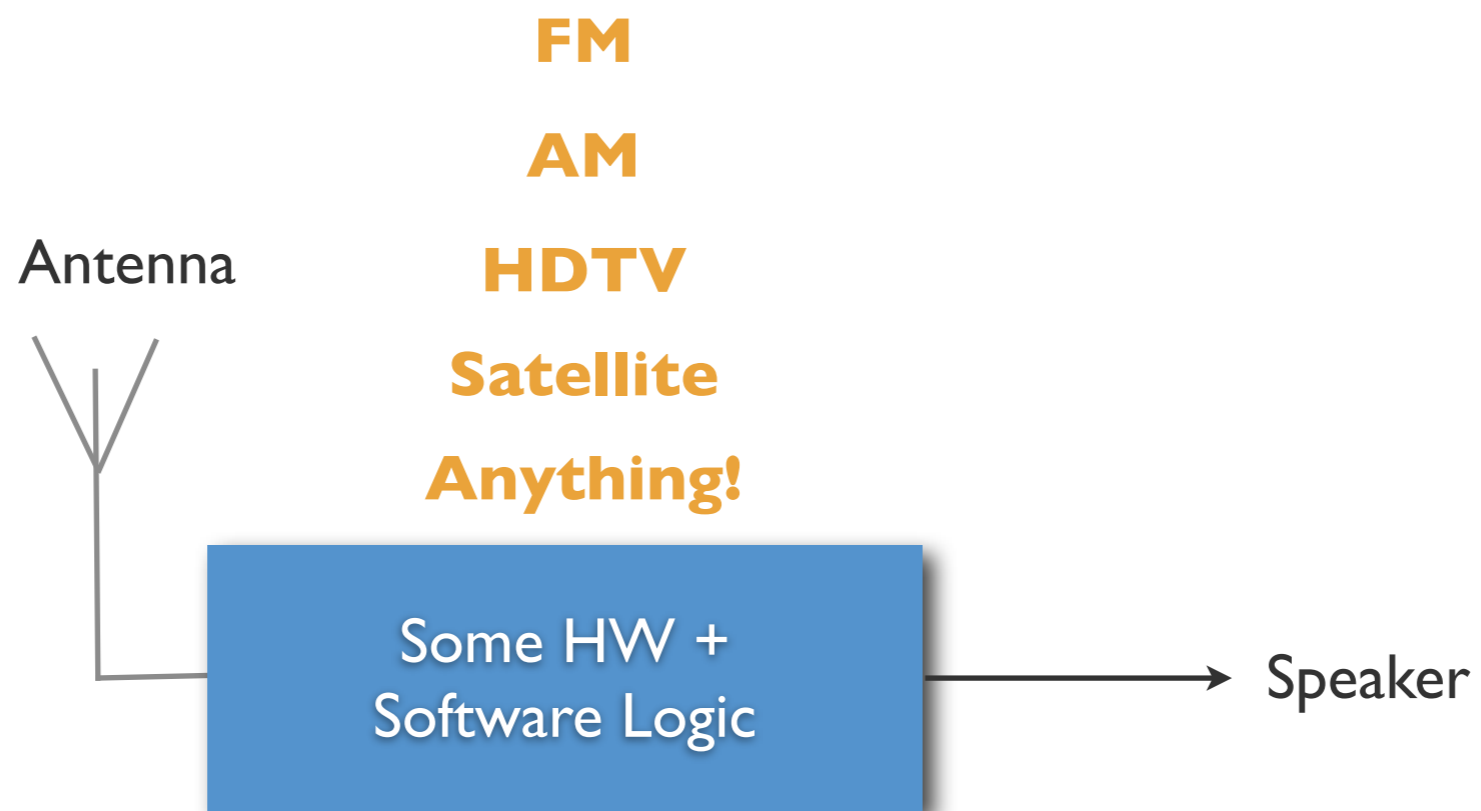 FM
AM
Antenna
HDTV
Satellite
Anything!
Some HW +
Software Logic
Speaker